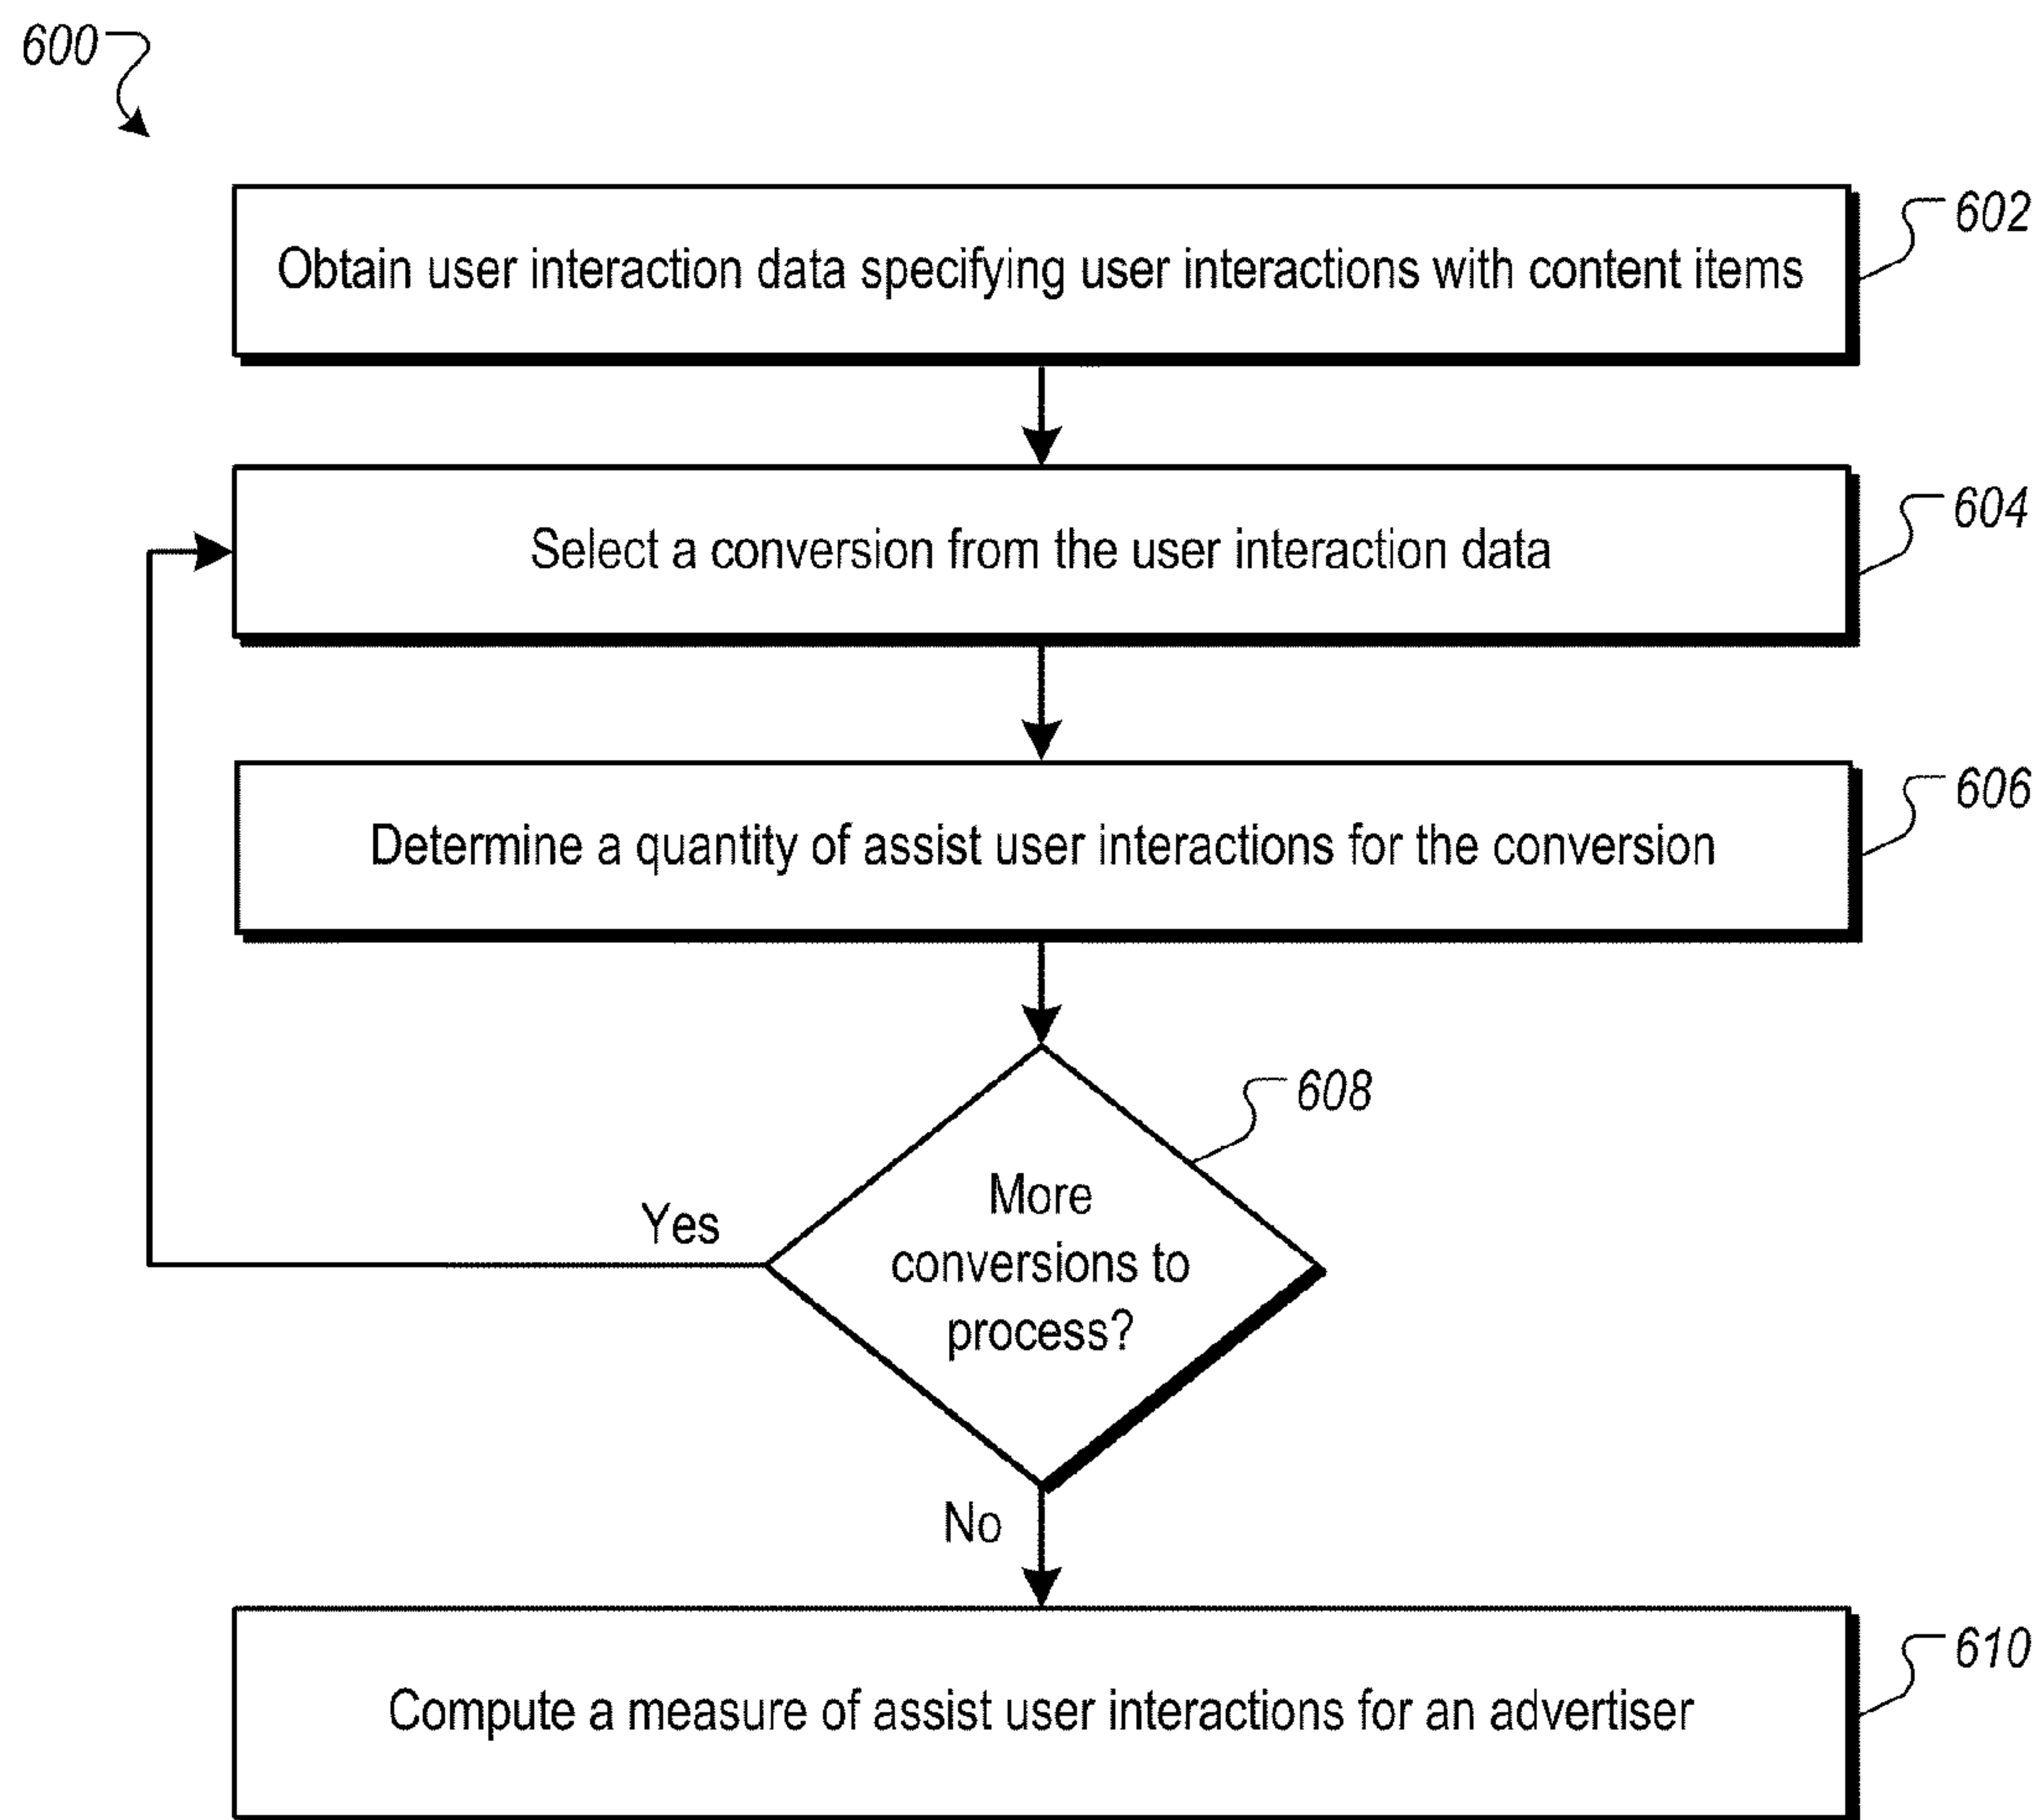 600
Obtain user interaction data specifying user interactions with content items
602
Select a conversion from the user interaction data
604
Determine a quantity of assist user interactions for the conversion
606
608
More
conversions to
process?
Yes
No
Compute a measure of assist user interactions for an advertiser
610